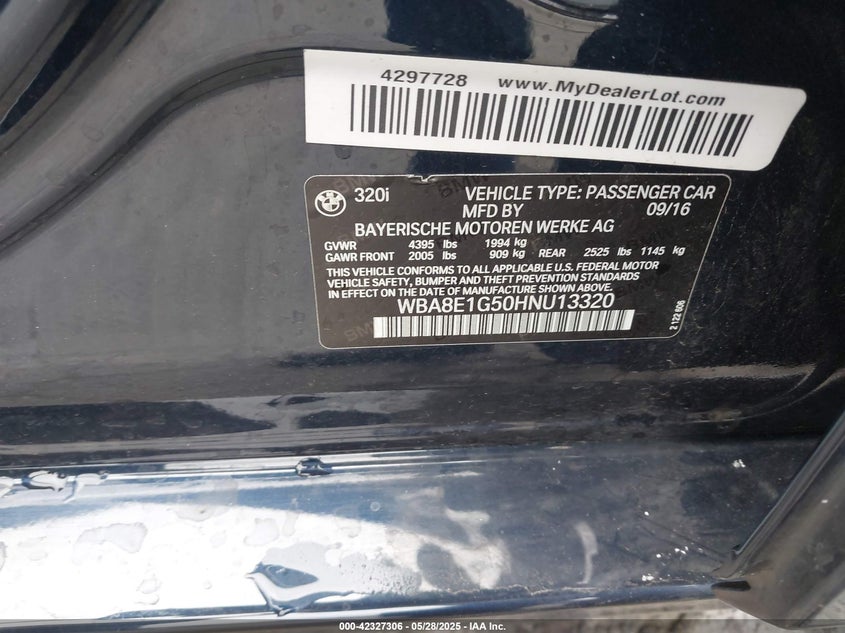 4297728 www.MyDealerLot.com
320i VEHICLE TYPE: PASSENGER CAR
MFD BY 09/16
BAYERISCHE MOTOREN WERKE AG
GVWR 4395 lbs 1994 kg
GAWR FRONT 2005 lbs 909 kg REAR 2525 lbs 1145 kg
THIS VEHICLE CONFORMS TO ALL APPLICABLE U.S. FEDERAL MOTOR
VEHICLE SAFETY, BUMPER AND THEFT PREVENTION STANDARDS
IN EFFECT ON THE DATE OF MANUFACTURE SHOWN ABOVE.
WBA8E1G50HNU13320
2 122 606
000-42327306 - 05/28/2025 - IAA Inc.